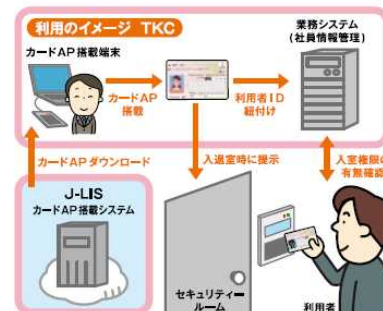 利用のイメージ TKC
カードAP搭載端末
業務システム
(社員情報管理)
カードAP
搭載
利用者ID
紐付け
カードAPダウンロード
入退室時に提示
入室権限の
有無確認
J-LIS
カードAP搭載システム
セキュリティー
ルーム
利用者